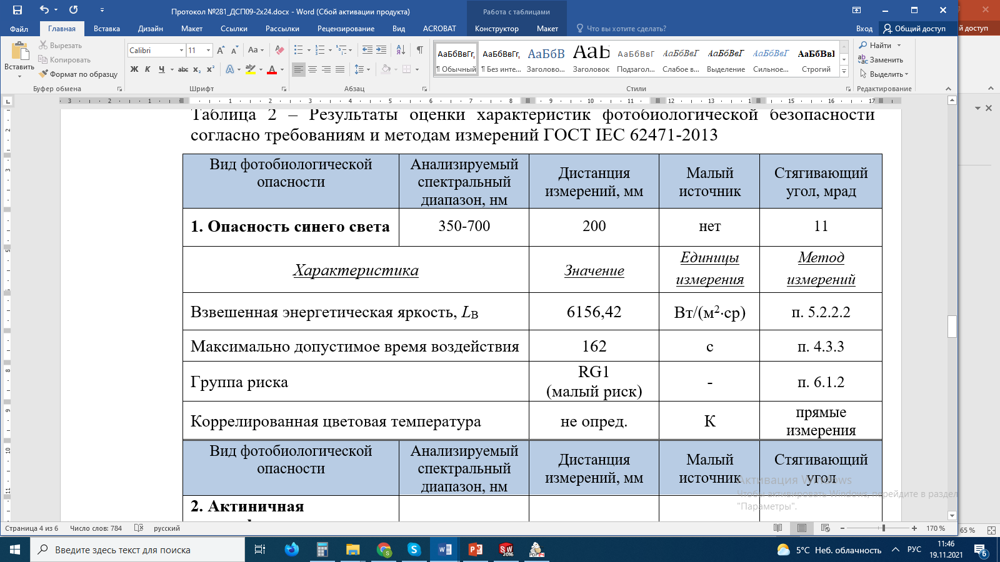 Протокол №281_ДСП09-2х24.docx - Word (Сбой активации продукта)
Работа с таблицами
Файл Главная Вставка Дизайн Макет Ссылки Рассылки Рецензирование Вид ACROBAT Конструктор Макет Что вы хотите сделать? Вход Общий доступ
й доступ
Вставить
Вырезать
Копировать
Формат по образцу
Буфер обмена
Calibri 11
Ж К Ч abc x₂ x²
Шрифт
Абзац
АаБбВвГг, АаБбВвГг, АаБбВ АаБ АаБбВвГ АаБбВвГг АаБбВвГг АаБбВвГ АаБбВвI
¶ Обычный ¶ Без инте... Заголово... Заголовок Подзагол... Слабое в... Выделение Сильное... Строгий
Стили
Найти
Заменить
Выделить
Редактирование
3 2 1 1 2 3 4 5 6 7 8 9 10 11 12 13 15 16 17
Таблица 2 – Результаты оценки характеристик фотобиологической безопасности
согласно требованиям и методам измерений ГОСТ IEC 62471-2013
Вид фотобиологической
опасности
Анализируемый
спектральный
диапазон, нм
Дистанция
измерений, мм
Малый
источник
Стягивающий
угол, мрад
1. Опасность синего света 350-700 200 нет 11
Характеристика
Значение
Единицы
измерения
Метод
измерений
Взвешенная энергетическая яркость, LB 6156,42 Вт/(м²·ср) п. 5.2.2.2
Максимально допустимое время воздействия 162 с п. 4.3.3
Группа риска
RG1
(малый риск)
-
п. 6.1.2
Коррелированная цветовая температура не опред. К
прямые
измерения
Вид фотобиологической
опасности
Анализируемый
спектральный
диапазон, нм
Дистанция
измерений, мм
Малый
источник
Стягивающий
угол
2. Актиничная
Активация Windows
Чтобы активировать Windows, перейдите в раздел
"Параметры".
Страница 4 из 6 Число слов: 784 русский 170 %
65 %
Введите здесь текст для поиска
5°C Неб. облачность
РУС
11:46
19.11.2021
6